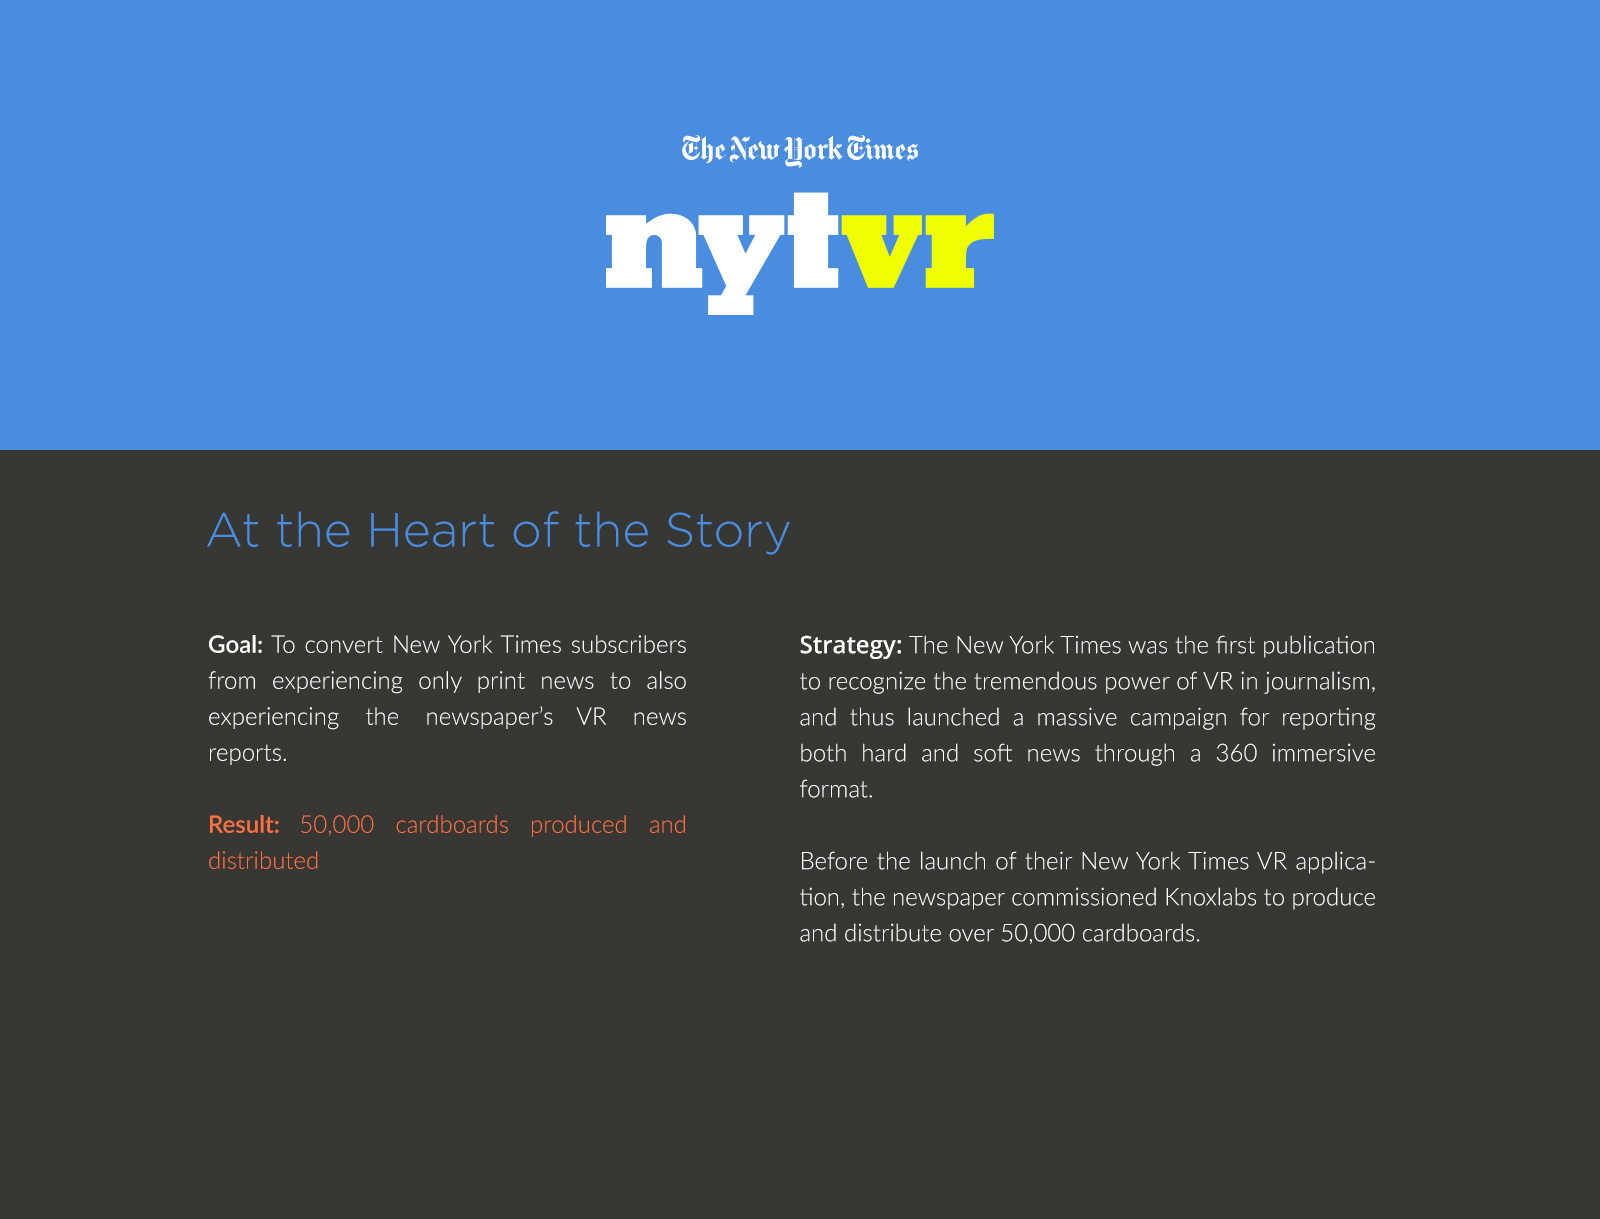 The New York Times
nytvr
At the Heart of the Story
Goal: To convert New York Times subscribers
from experiencing only print news to also
experiencing the newspaper’s VR news
reports.
Result: 50,000 cardboards produced and
distributed
Strategy: The New York Times was the first publication
to recognize the tremendous power of VR in journalism,
and thus launched a massive campaign for reporting
both hard and soft news through a 360 immersive
format.
Before the launch of their New York Times VR applica-
tion, the newspaper commissioned Knoxlabs to produce
and distribute over 50,000 cardboards.